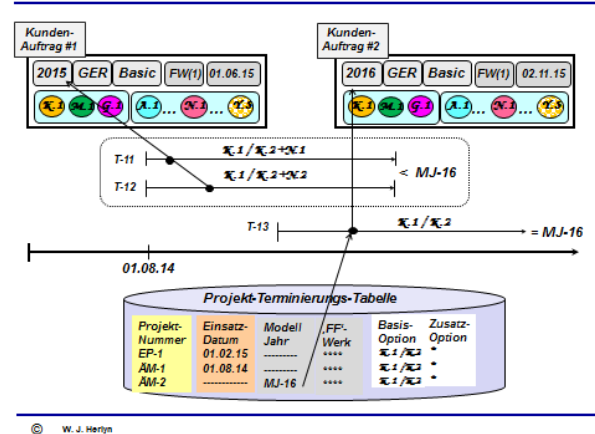 Kunden-
Auftrag #1
Kunden-
Auftrag #2
2015 GER Basic FW(1) 01.06.15
2016 GER Basic FW(1) 02.11.15
K.1 M.1 G.1 A.1 ... N.1 ... Y.S
K.1 M.1 G.1 A.1 ... N.1 ... Y.S
T-11 K.1/K.2+N.1
T-12 K.1/K.2+N.2
< MJ-16
T-13 K.1/K.2 = MJ-16
01.08.14
Projekt-Terminierungs-Tabelle
Projekt- Einsatz- Modell ‚FF'- Basis- Zusatz-
Nummer Datum Jahr Werk Option Option
EP-1 01.02.15 --------- **** K.1/K.2 *
ÄM-1 01.08.14 --------- **** K.1/K.2 *
ÄM-2 ------------ MJ-16 **** K.1/K.2 *
© W. J. Herlyn